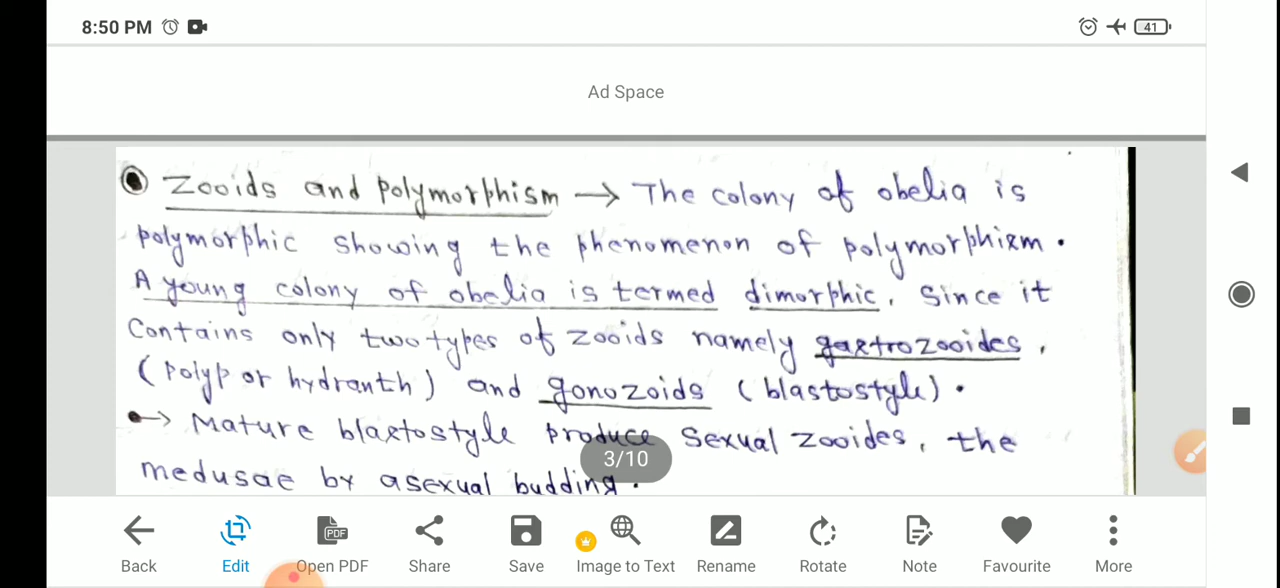 8:50 PM
41
Ad Space
Zooids and polymorphism → The colony of obelia is
polymorphic showing the phenomenon of polymorphism.
A young colony of obelia is termed dimorphic. Since it
Contains only two types of zooids namely gastrozooides,
(polyp or hydranth) and gonozoids (blastostyle).
→ Mature blastostyle produce Sexual zooides, the
medusae by asexual budding.
3/10
Back Edit Open PDF Share Save Image to Text Rename Rotate Note Favourite More
PDF